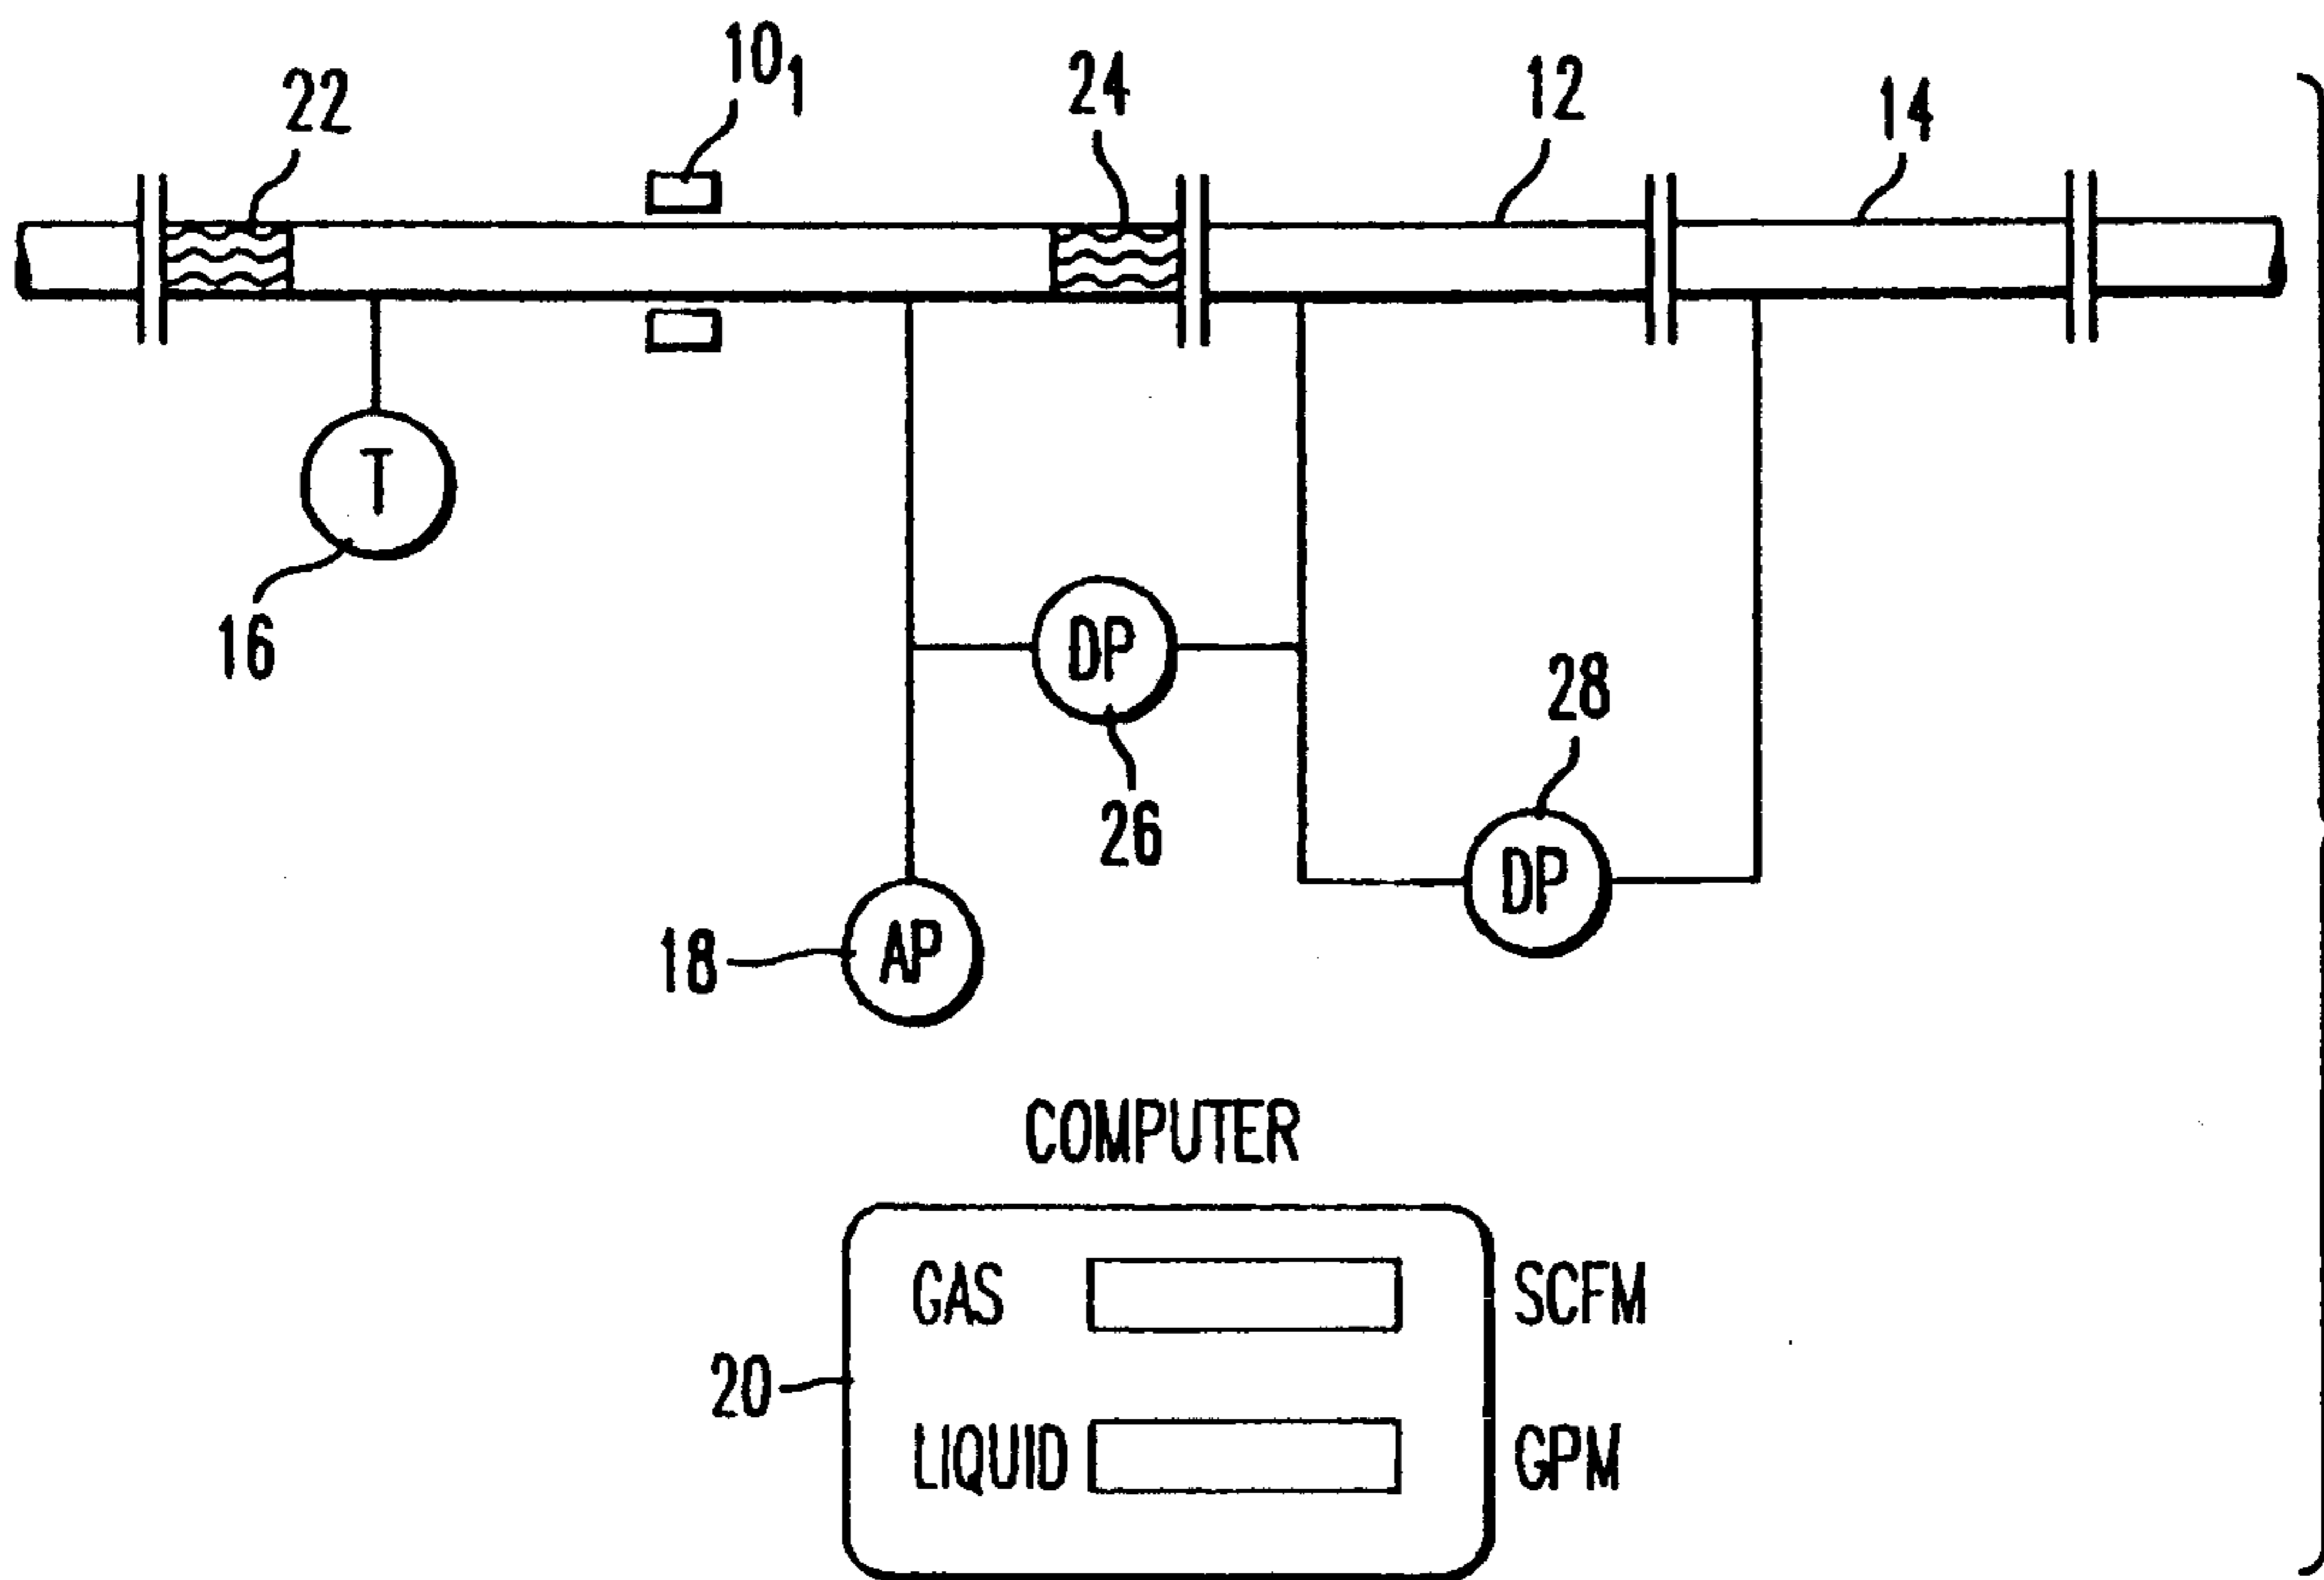 22
10₁
24
12
14
T
16
DP
26
28
DP
18
AP
COMPUTER
GAS
SCFM
20
LIQUID
GPM